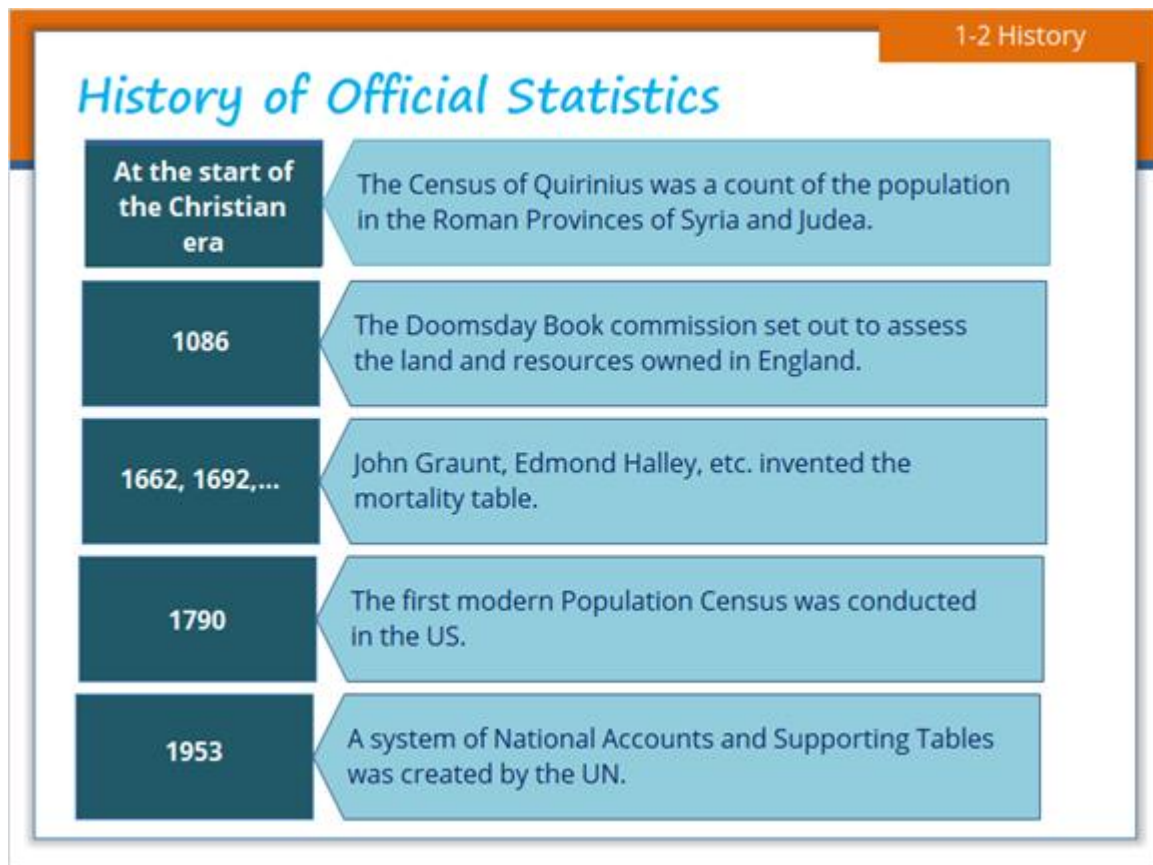 1-2 History
History of Official Statistics
At the start of
the Christian
era
The Census of Quirinius was a count of the population
in the Roman Provinces of Syria and Judea.
1086
The Doomsday Book commission set out to assess
the land and resources owned in England.
1662, 1692,...
John Graunt, Edmond Halley, etc. invented the
mortality table.
1790
The first modern Population Census was conducted
in the US.
1953
A system of National Accounts and Supporting Tables
was created by the UN.